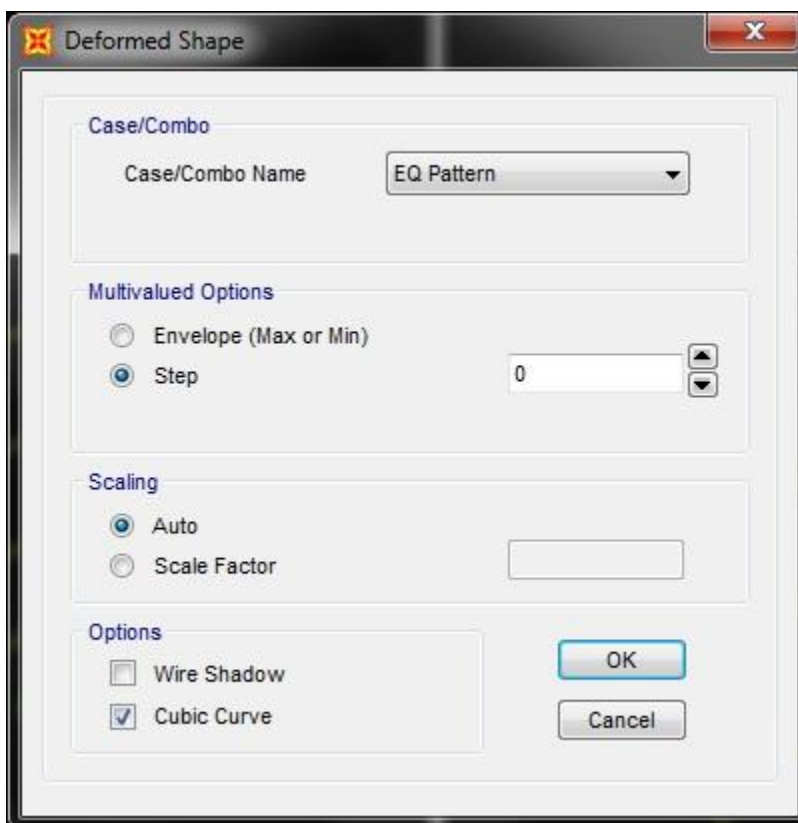 Deformed Shape
Case/Combo
Case/Combo Name
EQ Pattern
Multivalued Options
Envelope (Max or Min)
Step
0
Scaling
Auto
Scale Factor
Options
Wire Shadow
Cubic Curve
OK
Cancel